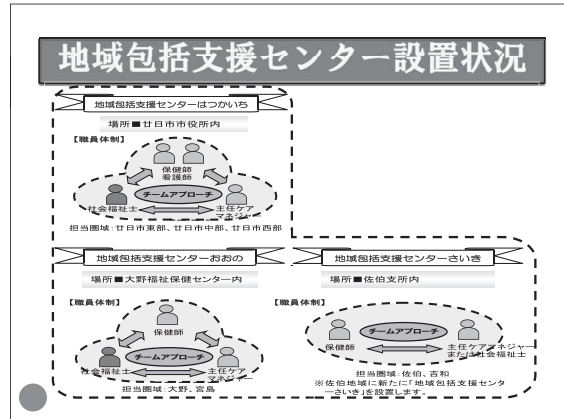 地域包括支援センター設置状況
地域包括支援センターはつかいち
場所■廿日市市役所内
【職員体制】
保健師
看護師
チームアプローチ
社会福祉士
主任ケア
マネジャー
担当圏域:廿日市東部、廿日市中部、廿日市西部
地域包括支援センターおおの
場所■大野福祉保健センター内
【職員体制】
保健師
チームアプローチ
社会福祉士
主任ケア
マネジャー
担当圏域:大野、宮島
地域包括支援センターさいき
場所■佐伯支所内
【職員体制】
保健師
チームアプローチ
主任ケアマネジャー
または社会福祉士
担当圏域:佐伯、吉和
※佐伯地域に新たに「地域包括支援センタ
ーさいき」を設置します。